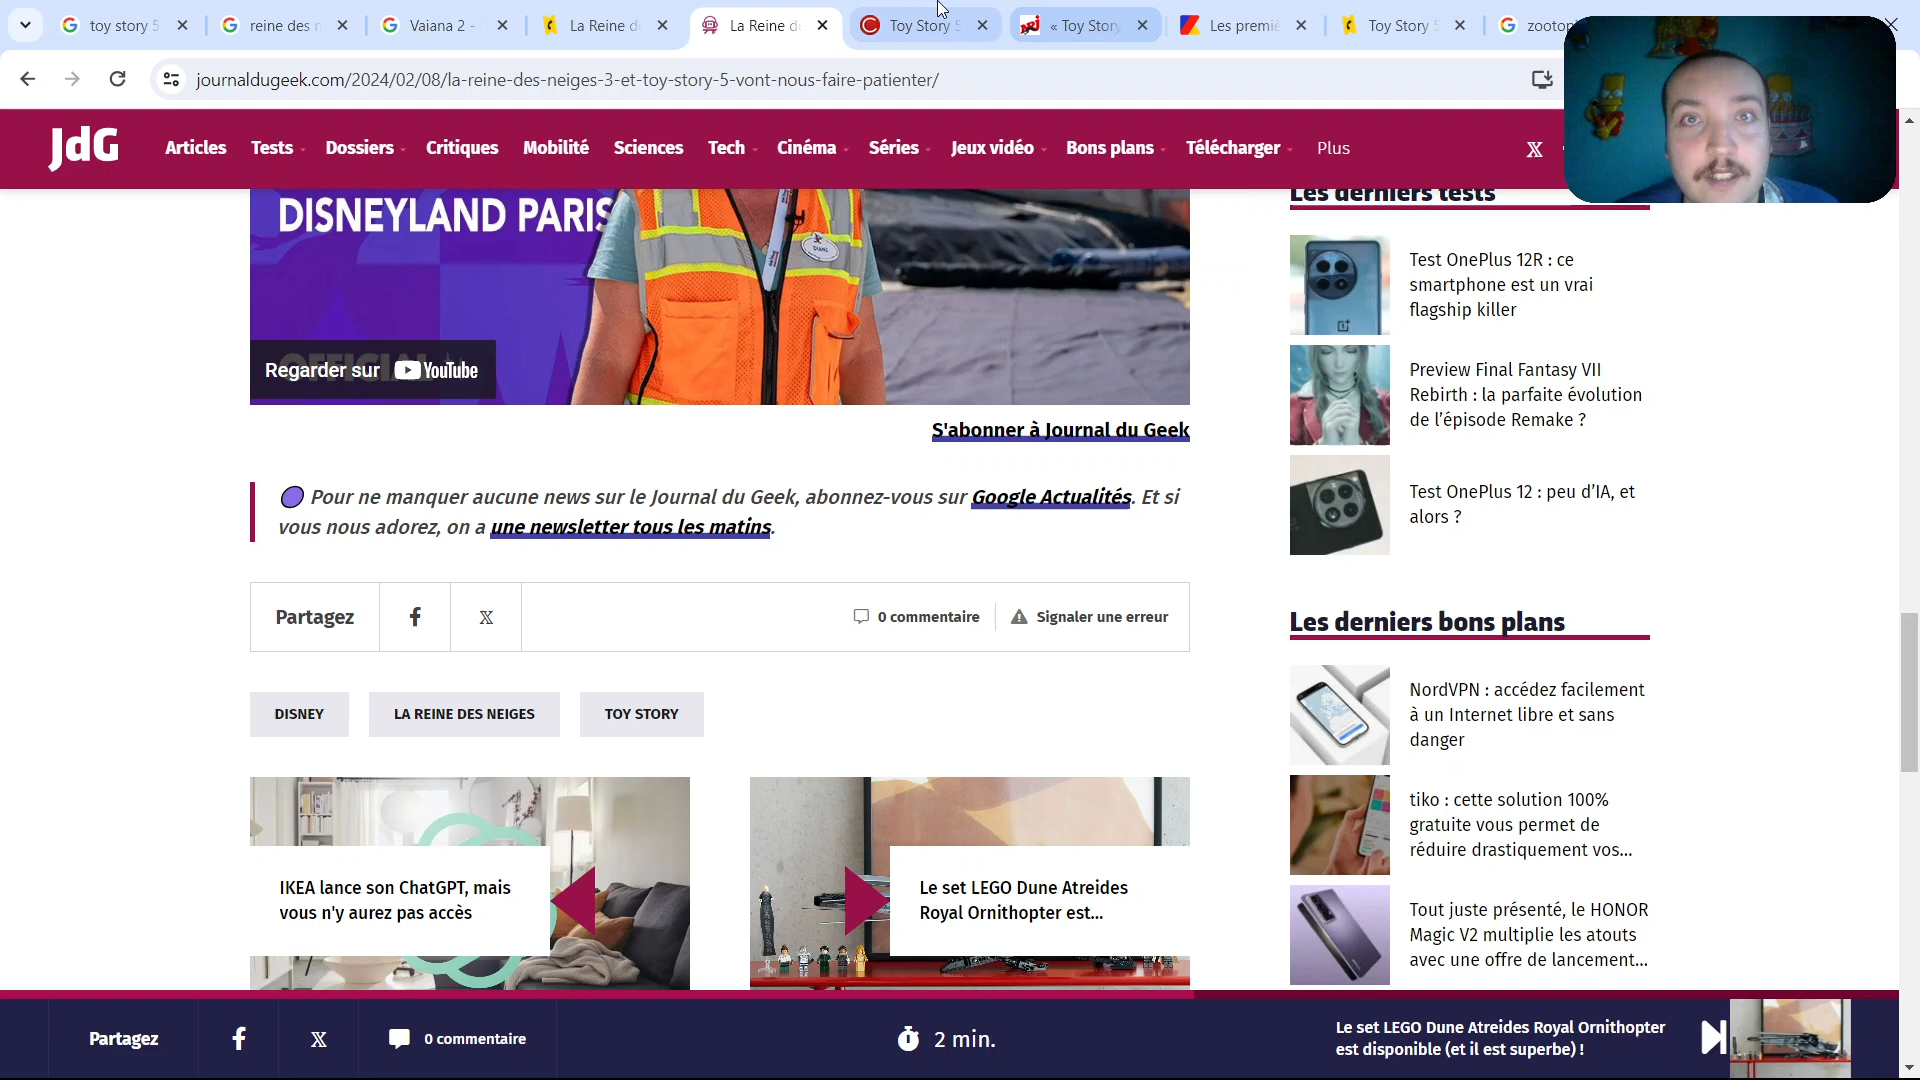 toy story 5
reine des n
Vaiana 2 -
La Reine de
La Reine de
Toy Story 5
« Toy Story
Les premiè
Toy Story 5
zootopi
journaldugeek.com/2024/02/08/la-reine-des-neiges-3-et-toy-story-5-vont-nous-faire-patienter/
JdG
Articles
Tests
Dossiers
Critiques
Mobilité
Sciences
Tech
Cinéma
Séries
Jeux vidéo
Bons plans
Télécharger
Plus
DISNEYLAND PARIS
DIANE
OFFICIAL
Regarder sur YouTube
S'abonner à Journal du Geek
Pour ne manquer aucune news sur le Journal du Geek, abonnez-vous sur Google Actualités. Et si
vous nous adorez, on a une newsletter tous les matins.
Partagez
0 commentaire
Signaler une erreur
DISNEY
LA REINE DES NEIGES
TOY STORY
IKEA lance son ChatGPT, mais
vous n'y aurez pas accès
Le set LEGO Dune Atreides
Royal Ornithopter est...
Les derniers tests
Test OnePlus 12R : ce
smartphone est un vrai
flagship killer
Preview Final Fantasy VII
Rebirth : la parfaite évolution
de l'épisode Remake ?
Test OnePlus 12 : peu d'IA, et
alors ?
Les derniers bons plans
NordVPN : accédez facilement
à un Internet libre et sans
danger
tiko : cette solution 100%
gratuite vous permet de
réduire drastiquement vos...
Tout juste présenté, le HONOR
Magic V2 multiplie les atouts
avec une offre de lancement...
Partagez
0 commentaire
2 min.
Le set LEGO Dune Atreides Royal Ornithopter
est disponible (et il est superbe) !